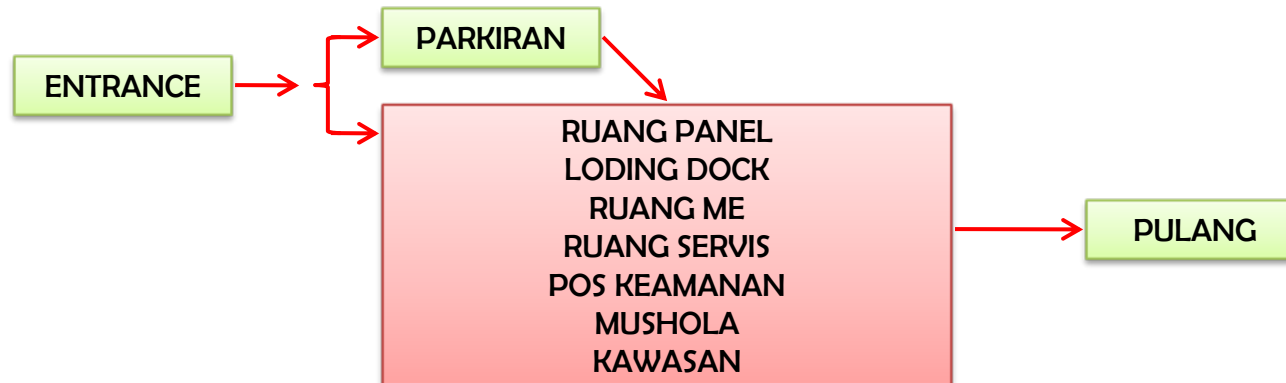 PARKIRAN
ENTRANCE
RUANG PANEL
LODING DOCK
RUANG ME
RUANG SERVIS
POS KEAMANAN
MUSHOLA
KAWASAN
PULANG